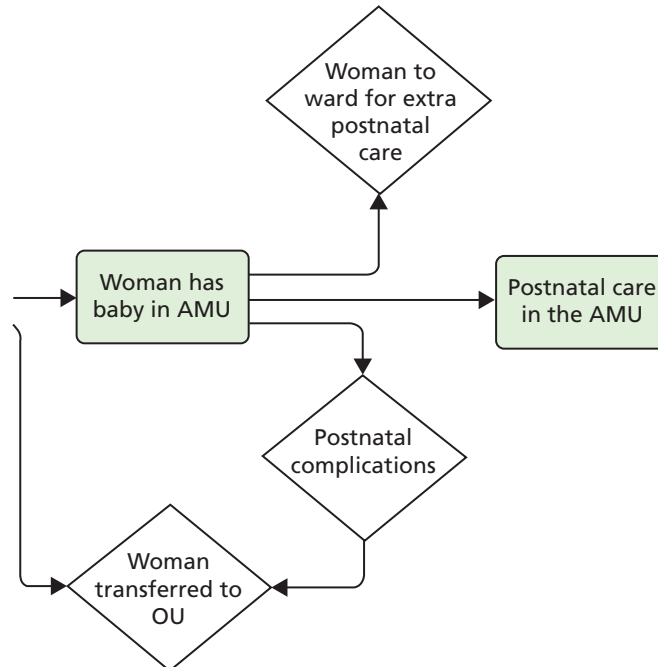 Woman to
ward for extra
postnatal
care
Woman has
baby in AMU
Postnatal care
in the AMU
Postnatal
complications
Woman
transferred to
OU